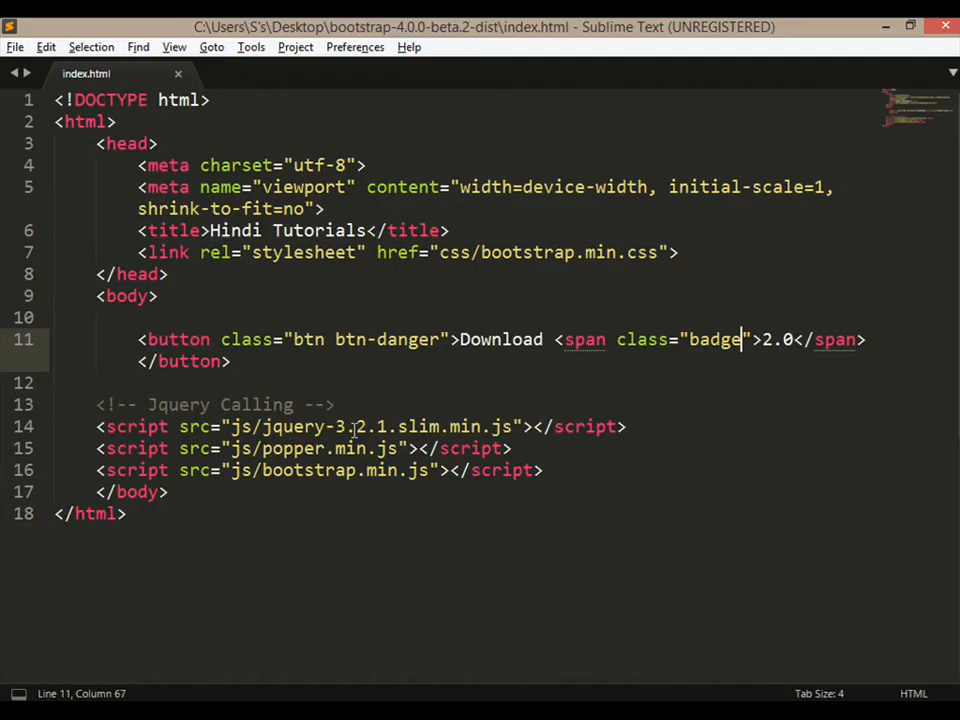 C:\Users\S's\Desktop\bootstrap-4.0.0-beta.2-dist\index.html - Sublime Text (UNREGISTERED)
File Edit Selection Find View Goto Tools Project Preferences Help
index.html
1 <!DOCTYPE html>
2 <html>
3 <head>
4 <meta charset="utf-8">
5 <meta name="viewport" content="width=device-width, initial-scale=1,
shrink-to-fit=no">
6 <title>Hindi Tutorials</title>
7 <link rel="stylesheet" href="css/bootstrap.min.css">
8 </head>
9 <body>
10
11 <button class="btn btn-danger">Download <span class="badge">2.0</span>
</button>
12
13 <!-- Jquery Calling -->
14 <script src="js/jquery-3.2.1.slim.min.js"></script>
15 <script src="js/popper.min.js"></script>
16 <script src="js/bootstrap.min.js"></script>
17 </body>
18 </html>
Line 11, Column 67 Tab Size: 4 HTML